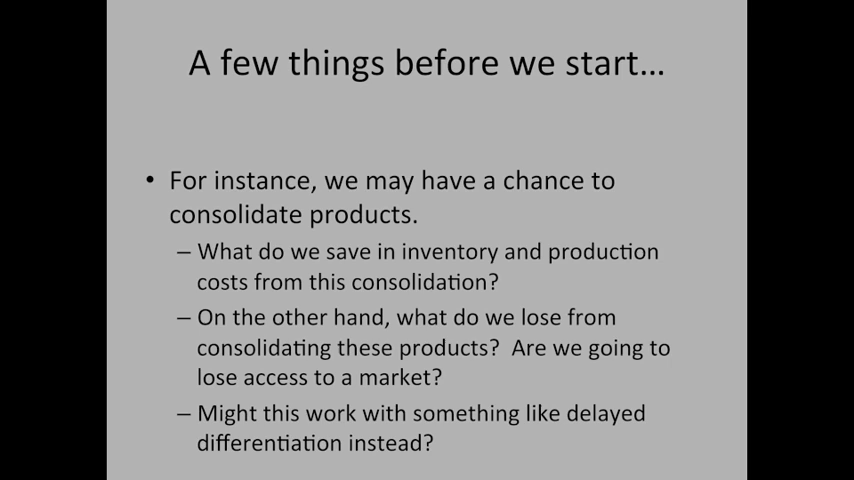 A few things before we start…
• For instance, we may have a chance to
consolidate products.
– What do we save in inventory and production
costs from this consolidation?
– On the other hand, what do we lose from
consolidating these products?  Are we going to
lose access to a market?
– Might this work with something like delayed
differentiation instead?